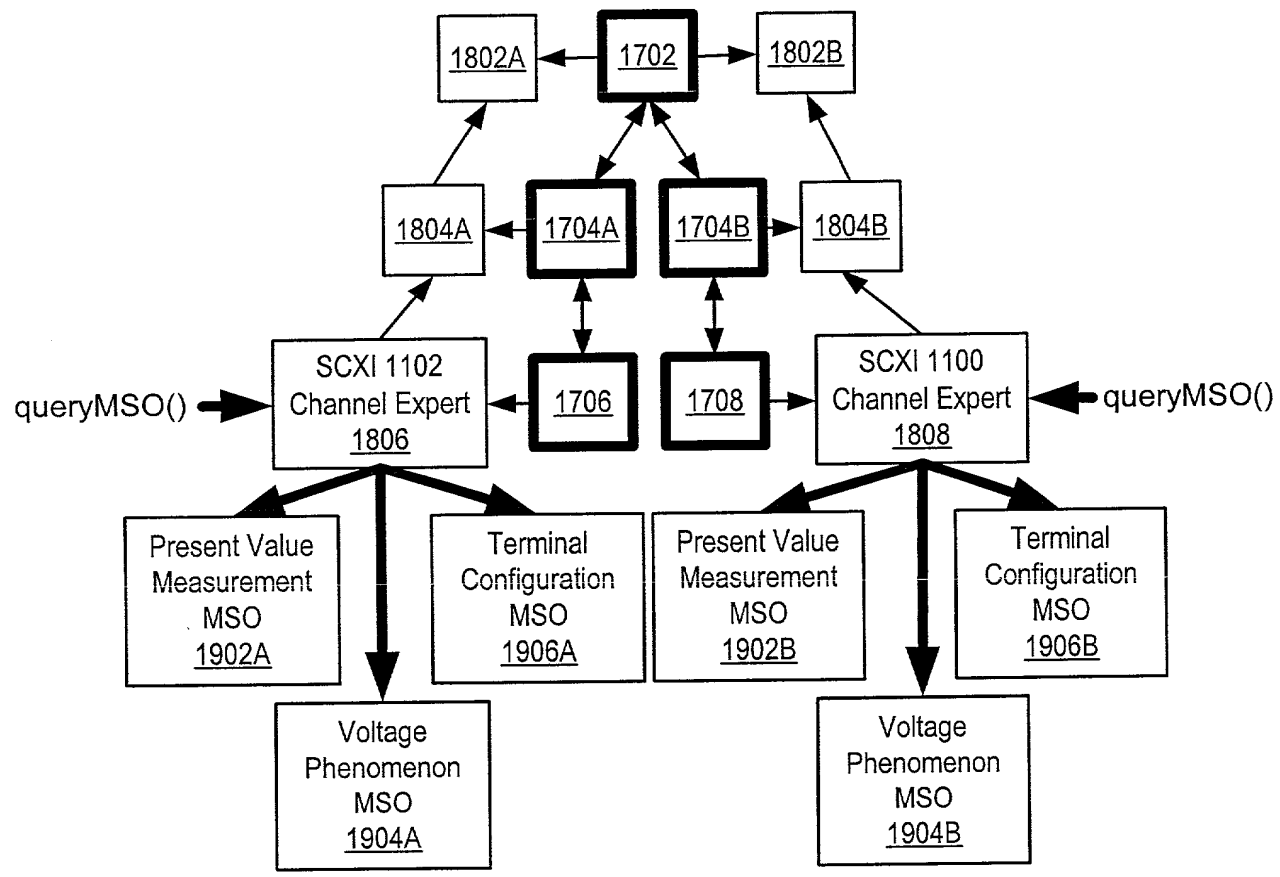 1802A
1702
1802B
1804A
1704A
1704B
1804B
SCXI 1102
Channel Expert
1806
1706
1708
SCXI 1100
Channel Expert
1808
queryMSO()
queryMSO()
Present Value
Measurement
MSO
1902A
Terminal
Configuration
MSO
1906A
Present Value
Measurement
MSO
1902B
Terminal
Configuration
MSO
1906B
Voltage
Phenomenon
MSO
1904A
Voltage
Phenomenon
MSO
1904B